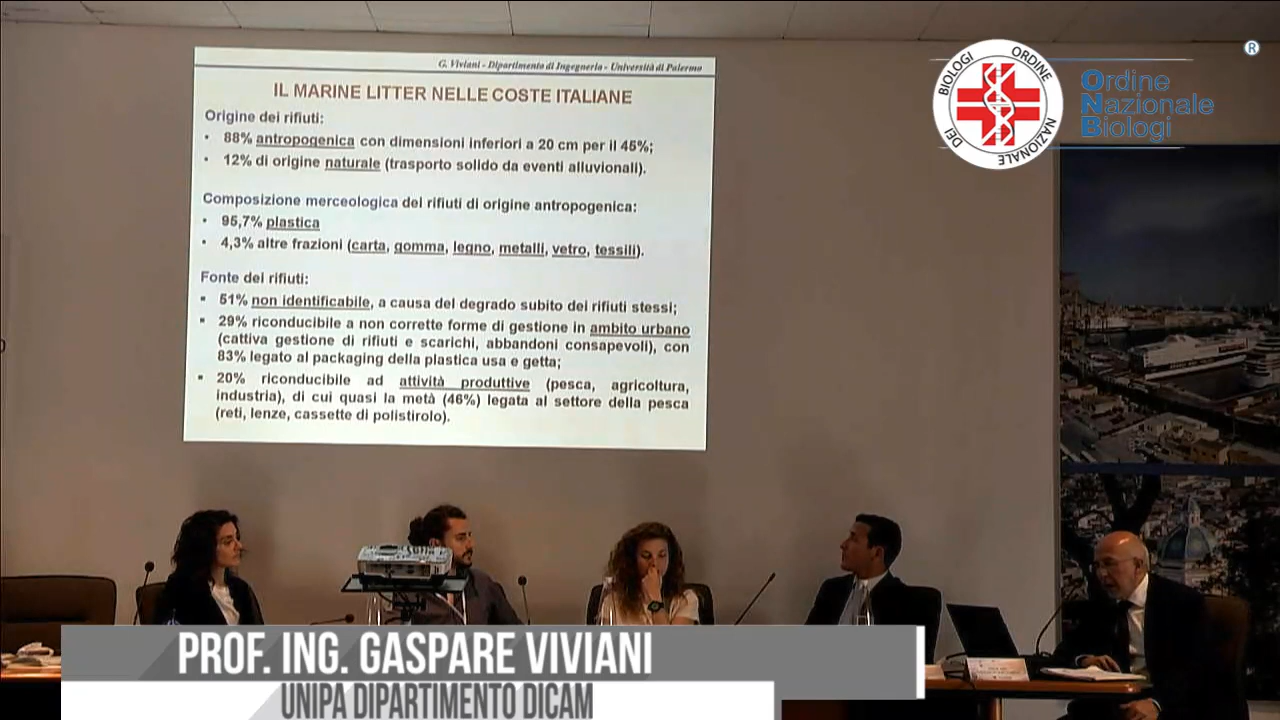 G. Viviani - Dipartimento di Ingegneria - Università di Palermo
IL MARINE LITTER NELLE COSTE ITALIANE
Origine dei rifiuti:
• 88% antropogenica con dimensioni inferiori a 20 cm per il 45%;
• 12% di origine naturale (trasporto solido da eventi alluvionali).
Composizione merceologica dei rifiuti di origine antropogenica:
• 95,7% plastica
• 4,3% altre frazioni (carta, gomma, legno, metalli, vetro, tessili).
Fonte dei rifiuti:
▪ 51% non identificabile, a causa del degrado subito dei rifiuti stessi;
▪ 29% riconducibile a non corrette forme di gestione in ambito urbano
(cattiva gestione di rifiuti e scarichi, abbandoni consapevoli), con
83% legato al packaging della plastica usa e getta;
▪ 20% riconducibile ad attività produttive (pesca, agricoltura,
industria), di cui quasi la metà (46%) legata al settore della pesca
(reti, lenze, cassette di polistirolo).
ORDINE NAZIONALE DEI BIOLOGI
Ordine
Nazionale
Biologi
®
PROF. ING. GASPARE VIVIANI
UNIPA DIPARTIMENTO DICAM